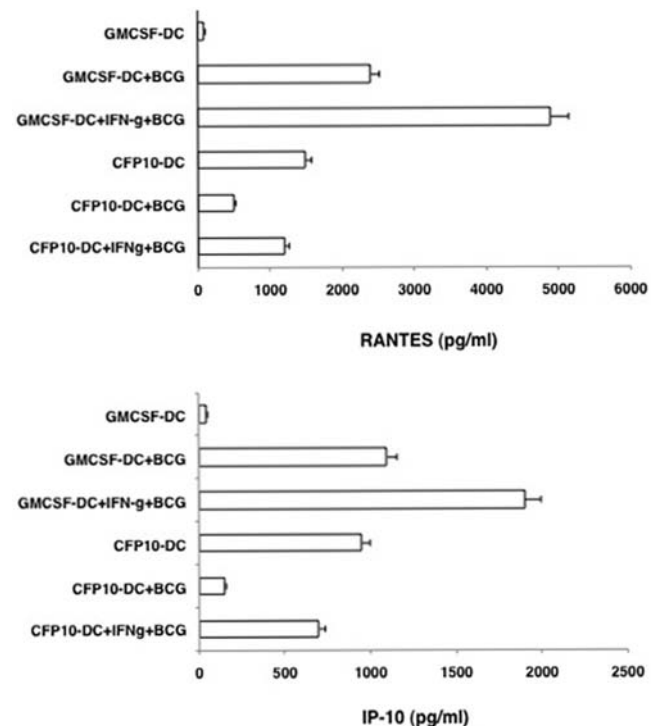 GMCSF-DC
GMCSF-DC+BCG
GMCSF-DC+IFN-g+BCG
CFP10-DC
CFP10-DC+BCG
CFP10-DC+IFNg+BCG
0 1000 2000 3000 4000 5000 6000
RANTES (pg/ml)
GMCSF-DC
GMCSF-DC+BCG
GMCSF-DC+IFN-g+BCG
CFP10-DC
CFP10-DC+BCG
CFP10-DC+IFNg+BCG
0 500 1000 1500 2000 2500
IP-10 (pg/ml)